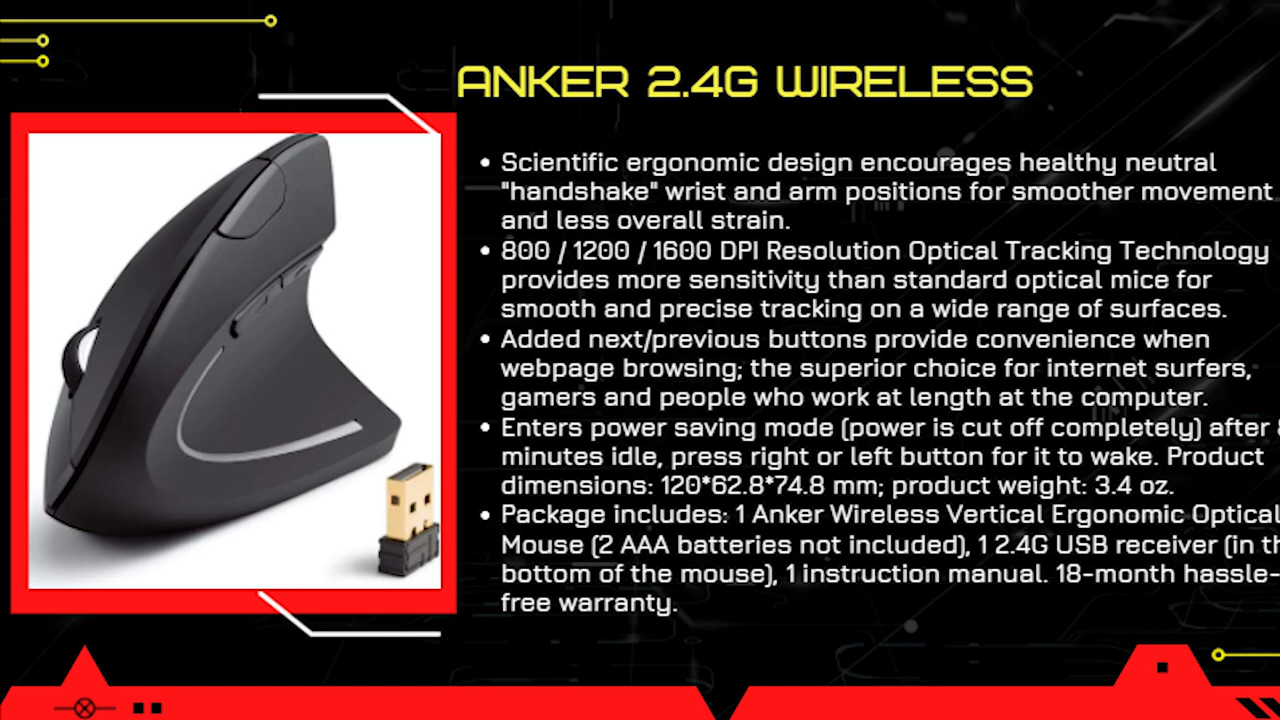 ANKER 2.4G WIRELESS
• Scientific ergonomic design encourages healthy neutral
"handshake" wrist and arm positions for smoother movement
and less overall strain.
• 800 / 1200 / 1600 DPI Resolution Optical Tracking Technology
provides more sensitivity than standard optical mice for
smooth and precise tracking on a wide range of surfaces.
• Added next/previous buttons provide convenience when
webpage browsing; the superior choice for internet surfers,
gamers and people who work at length at the computer.
• Enters power saving mode (power is cut off completely) after
minutes idle, press right or left button for it to wake. Product
dimensions: 120*62.8*74.8 mm; product weight: 3.4 oz.
• Package includes: 1 Anker Wireless Vertical Ergonomic Optical
Mouse (2 AAA batteries not included), 1 2.4G USB receiver (in
bottom of the mouse), 1 instruction manual. 18-month hassle-
free warranty.